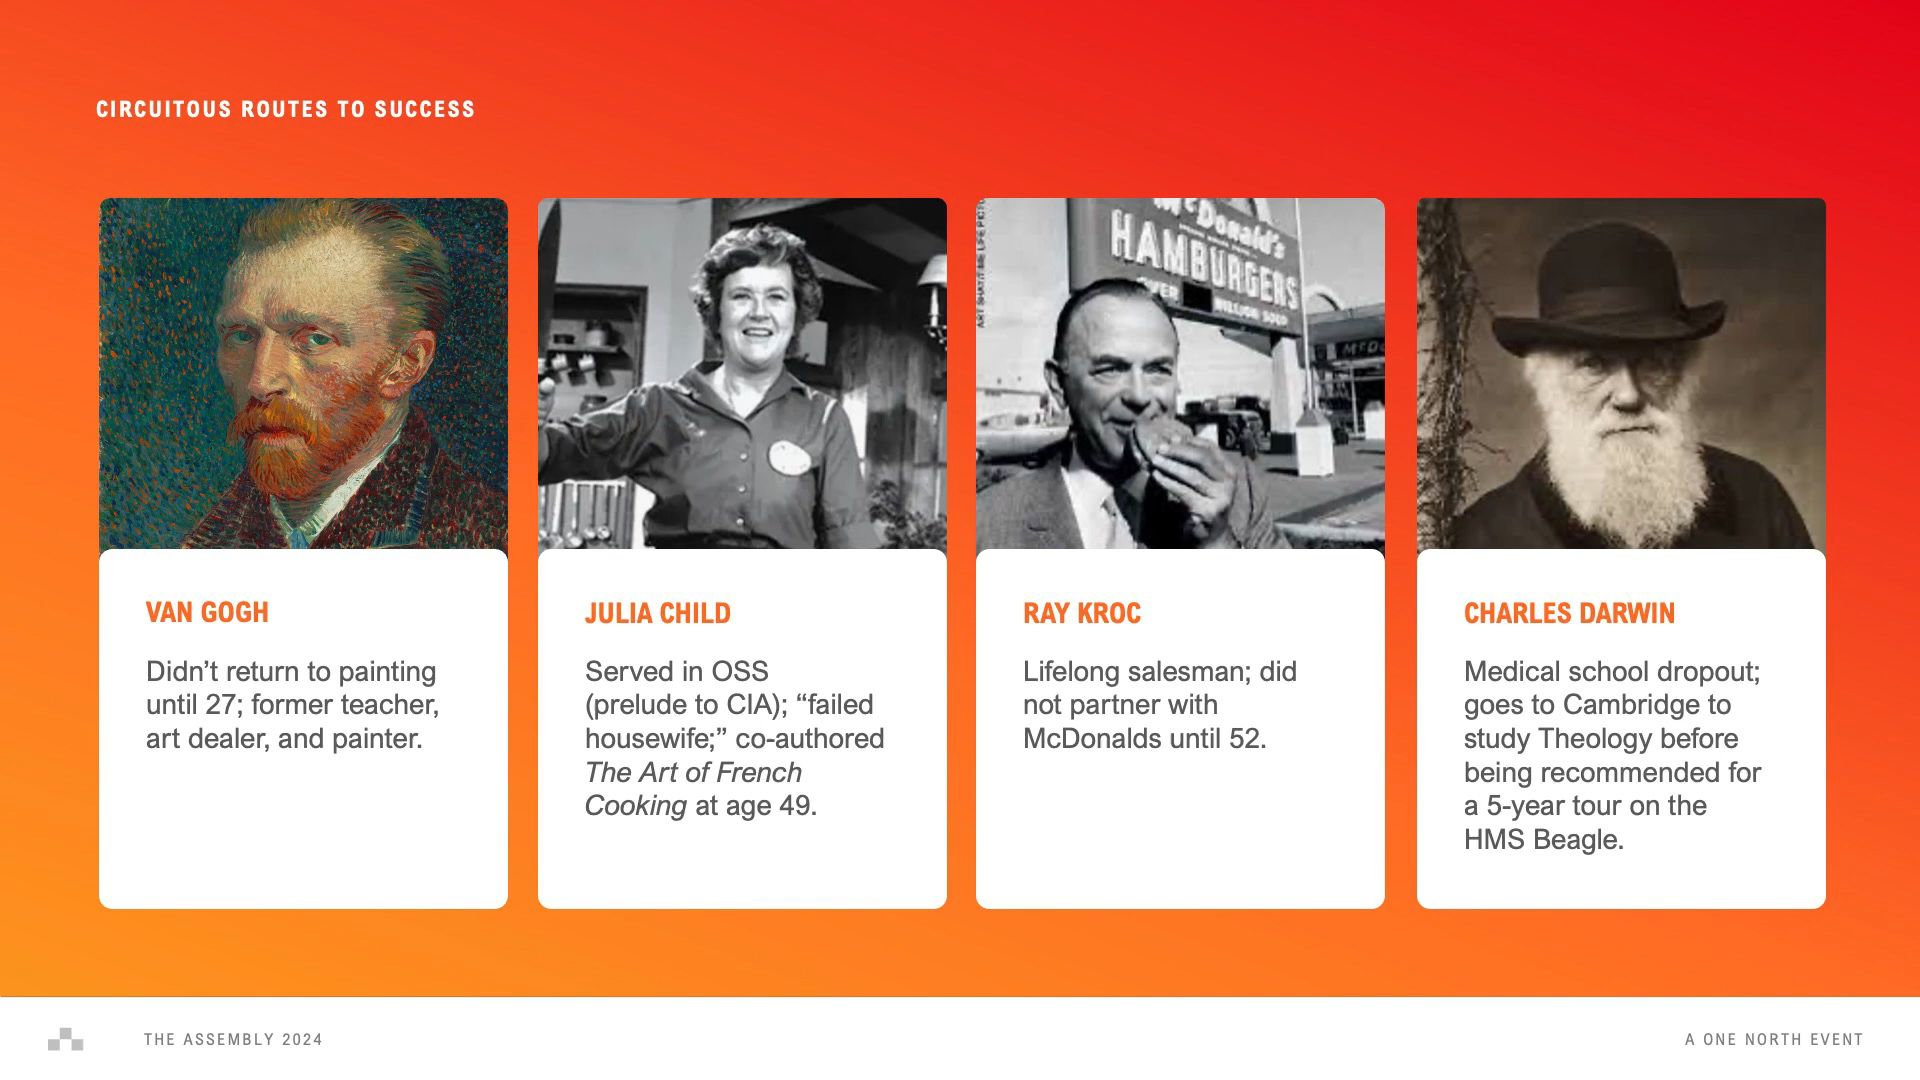 CIRCUITOUS ROUTES TO SUCCESS
McDonald's
HAMBURGERS
OVER
MILLION SOLD
McD
VAN GOGH
Didn’t return to painting
until 27; former teacher,
art dealer, and painter.
JULIA CHILD
Served in OSS
(prelude to CIA); “failed
housewife;” co-authored
The Art of French
Cooking at age 49.
RAY KROC
Lifelong salesman; did
not partner with
McDonalds until 52.
CHARLES DARWIN
Medical school dropout;
goes to Cambridge to
study Theology before
being recommended for
a 5-year tour on the
HMS Beagle.
THE ASSEMBLY 2024
A ONE NORTH EVENT